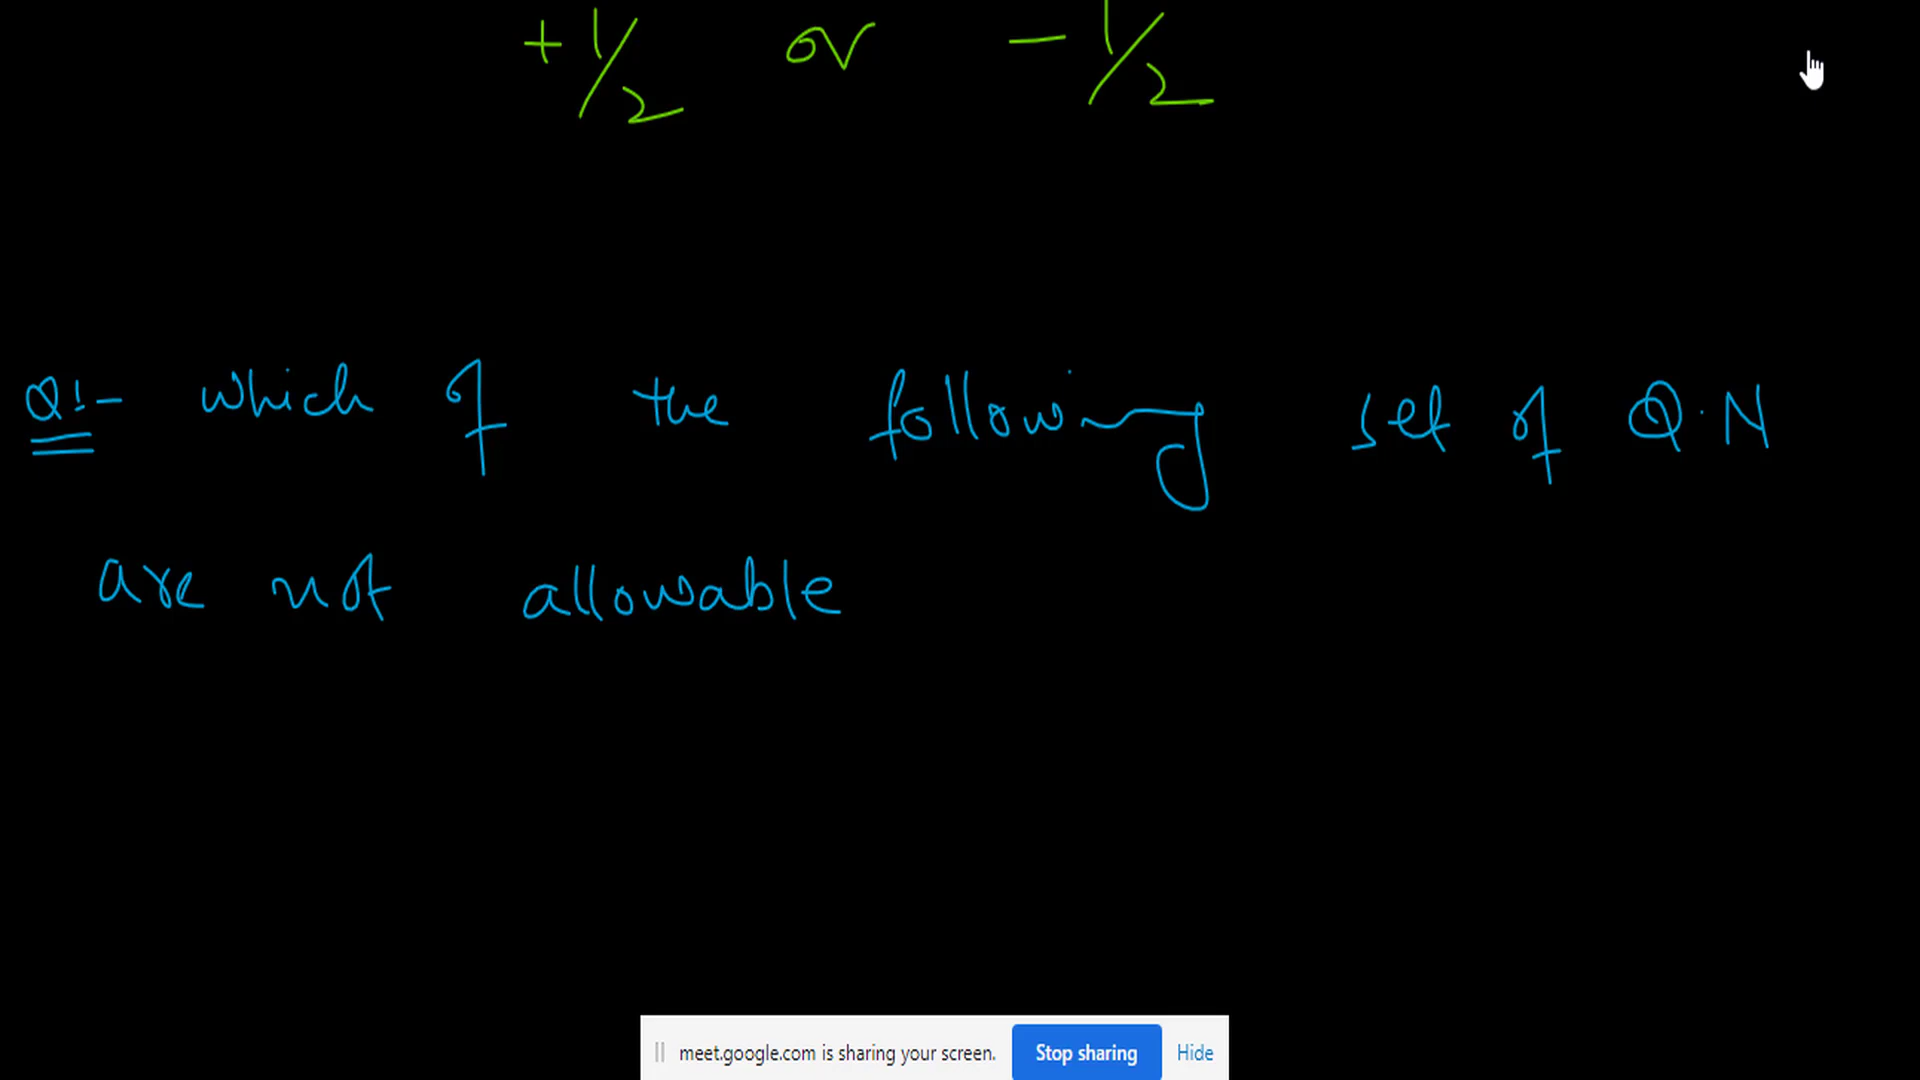 +1/2 or -1/2
Q!- which of the following set of Q.N
are not allowable
meet.google.com is sharing your screen. Stop sharing Hide